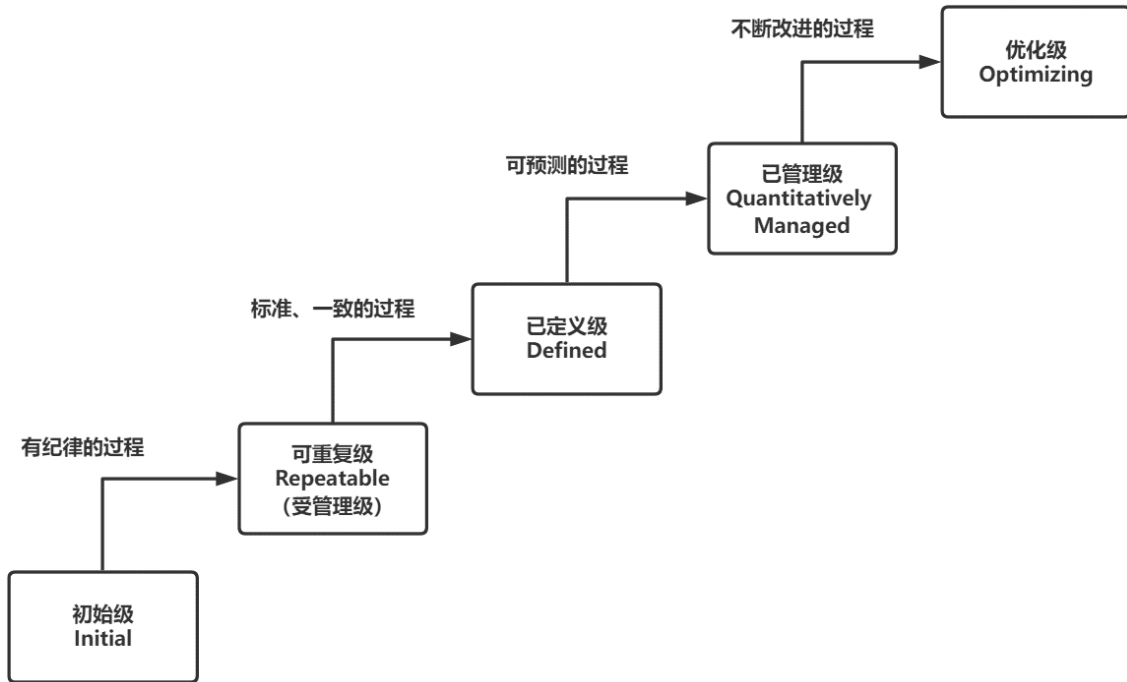 不断改进的过程
优化级
Optimizing
可预测的过程
已管理级
Quantitatively
Managed
标准、一致的过程
已定义级
Defined
有纪律的过程
可重复级
Repeatable
（受管理级）
初始级
Initial